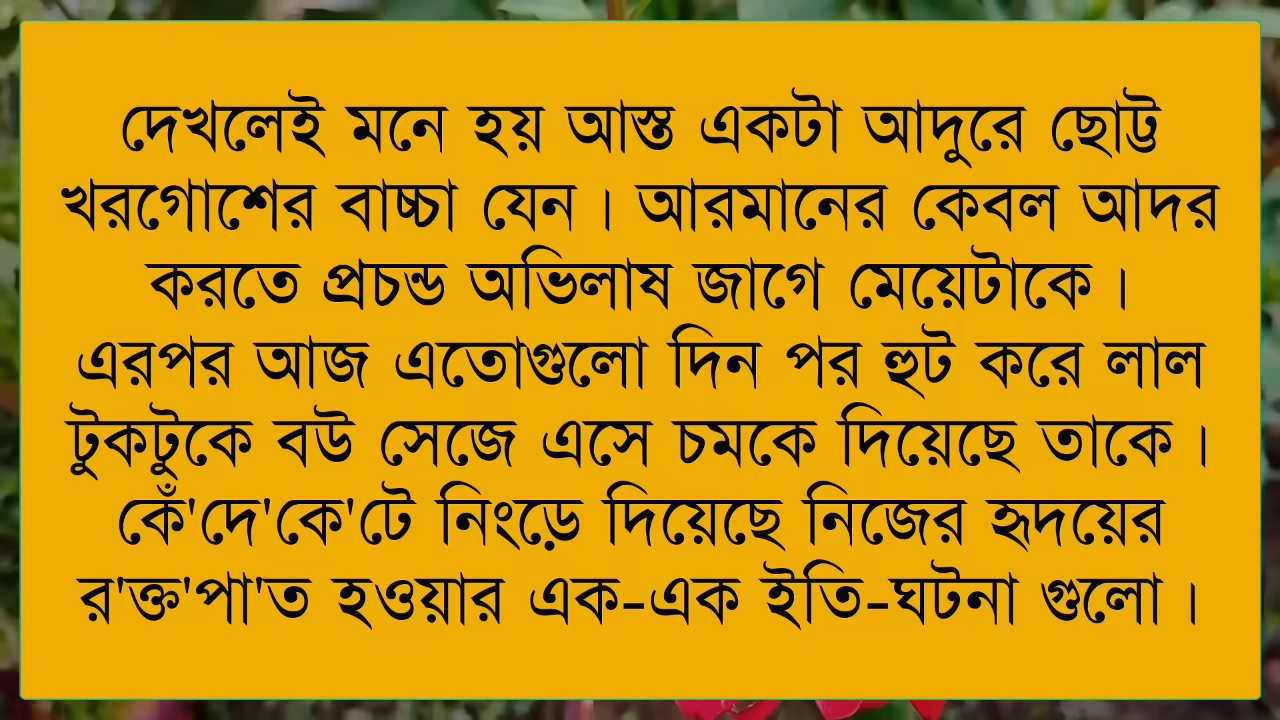 দেখলেই মনে হয় আস্ত একটা আদুরে ছোট্ট
খরগোশের বাচ্চা যেন। আরমানের কেবল আদর
করতে প্রচন্ড অভিলাষ জাগে মেয়েটাকে।
এরপর আজ এতোগুলো দিন পর হুট করে লাল
টুকটুকে বউ সেজে এসে চমকে দিয়েছে তাকে।
কেঁ'দে'কে'টে নিংড়ে দিয়েছে নিজের হৃদয়ের
র'ক্ত'পা'ত হওয়ার এক-এক ইতি-ঘটনা গুলো।